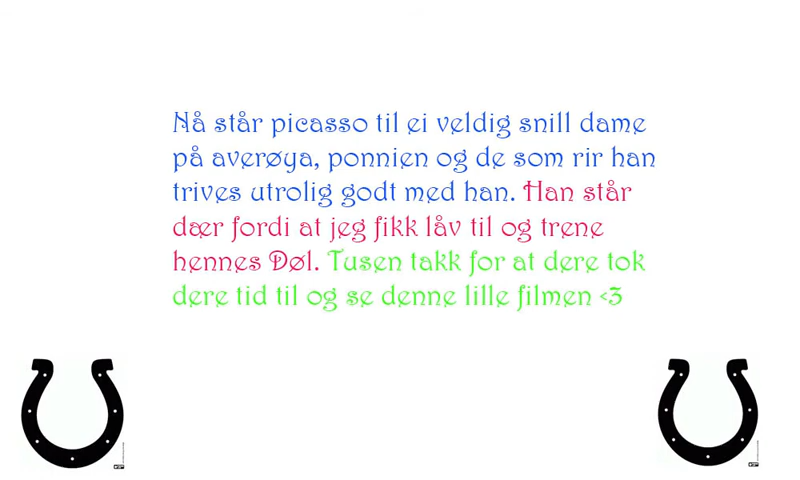 Nå står picasso til ei veldig snill dame
på averøya, ponnien og de som rir han
trives utrolig godt med han. Han står
dær fordi at jeg fikk låv til og trene
hennes Døl. Tusen takk for at dere tok
dere tid til og se denne lille filmen <3